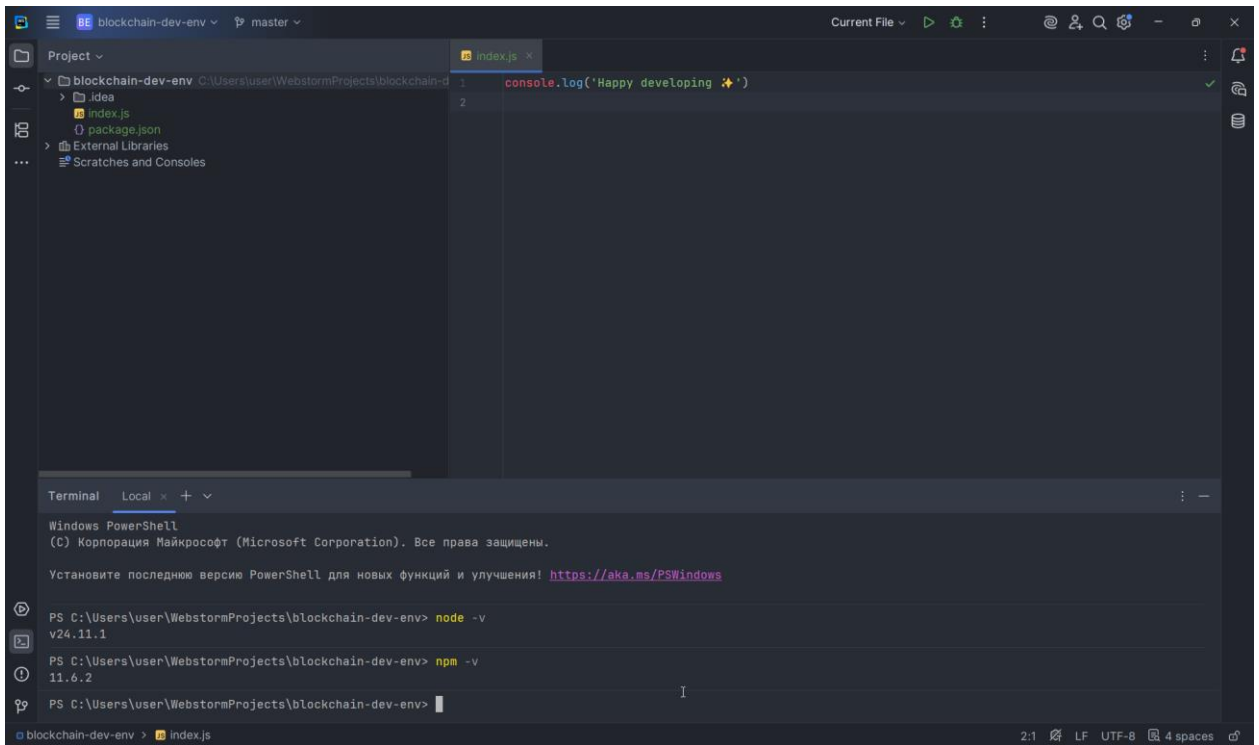 BE blockchain-dev-env master Current File
Project
index.js
blockchain-dev-env C:\Users\user\WebstormProjects\blockchain-d
.idea
index.js
{} package.json
External Libraries
Scratches and Consoles
1 console.log('Happy developing ✨')
2
Terminal Local
Windows PowerShell
(C) Корпорация Майкрософт (Microsoft Corporation). Все права защищены.
Установите последнюю версию PowerShell для новых функций и улучшения! https://aka.ms/PSWindows
PS C:\Users\user\WebstormProjects\blockchain-dev-env> node -v
v24.11.1
PS C:\Users\user\WebstormProjects\blockchain-dev-env> npm -v
11.6.2
PS C:\Users\user\WebstormProjects\blockchain-dev-env>
blockchain-dev-env > JS index.js 2:1 LF UTF-8 4 spaces